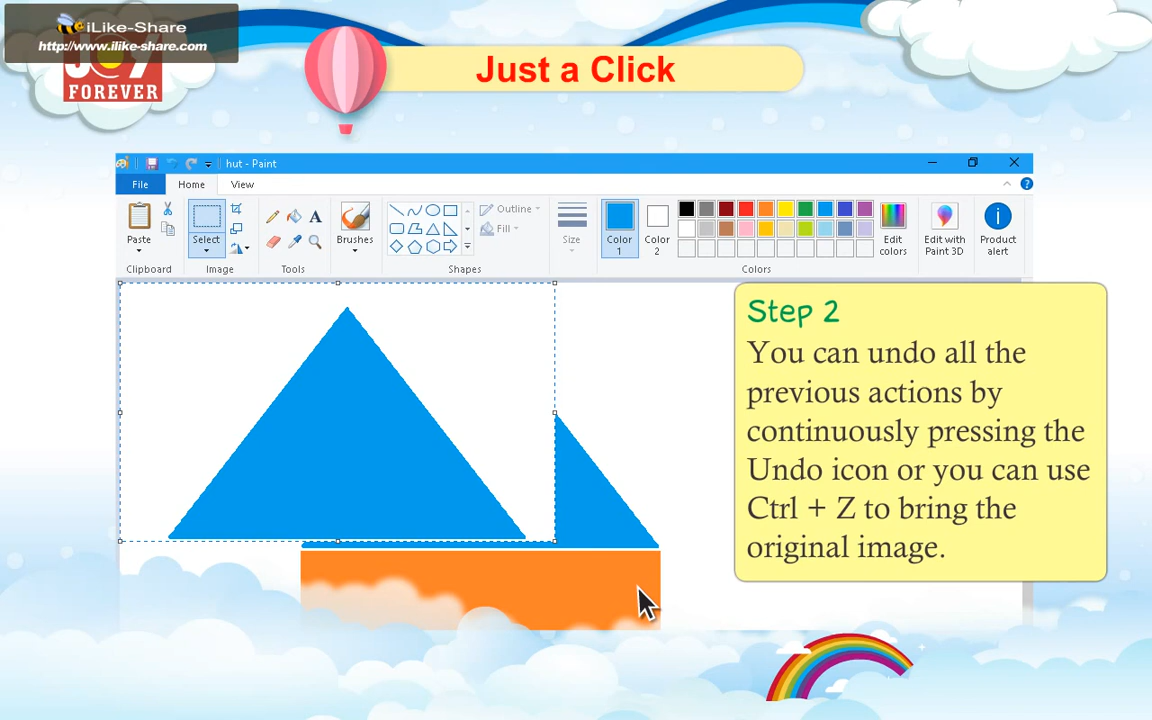 iLike-Share
http://www.ilike-share.com
JOY
FOREVER
Just a Click
hut - Paint
File
Home
View
Paste
Clipboard
Select
Image
Tools
Brushes
Outline
Fill
Shapes
Size
Color
1
Color
2
Edit
colors
Colors
Edit with
Paint 3D
Product
alert
Step 2
You can undo all the
previous actions by
continuously pressing the
Undo icon or you can use
Ctrl + Z to bring the
original image.